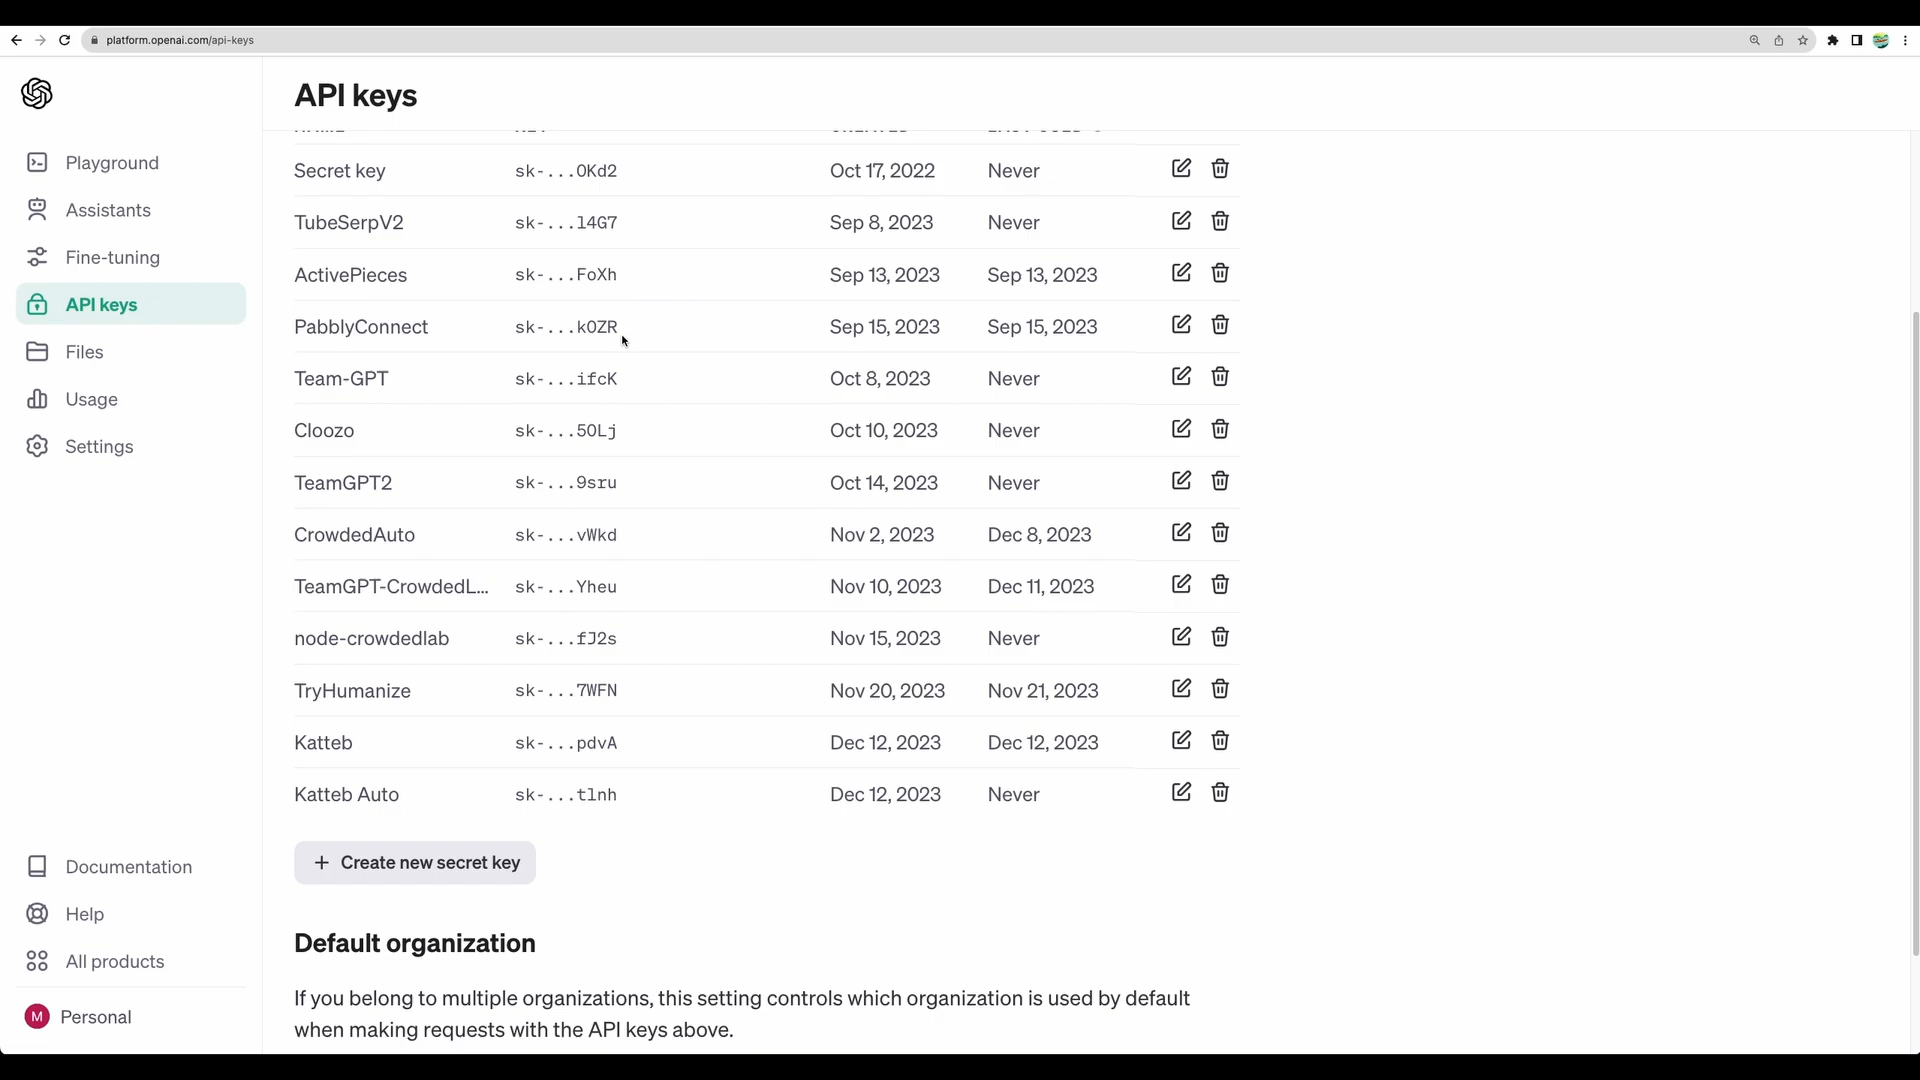 platform.openai.com/api-keys
API keys
Playground
Assistants
Fine-tuning
API keys
Files
Usage
Settings
Secret key sk-...OKd2 Oct 17, 2022 Never
TubeSerpV2 sk-...l4G7 Sep 8, 2023 Never
ActivePieces sk-...FoXh Sep 13, 2023 Sep 13, 2023
PabblyConnect sk-...kOZR Sep 15, 2023 Sep 15, 2023
Team-GPT sk-...ifcK Oct 8, 2023 Never
Cloozo sk-...5OLj Oct 10, 2023 Never
TeamGPT2 sk-...9sru Oct 14, 2023 Never
CrowdedAuto sk-...vWkd Nov 2, 2023 Dec 8, 2023
TeamGPT-CrowdedL... sk-...Yheu Nov 10, 2023 Dec 11, 2023
node-crowdedlab sk-...fJ2s Nov 15, 2023 Never
TryHumanize sk-...7WFN Nov 20, 2023 Nov 21, 2023
Katteb sk-...pdvA Dec 12, 2023 Dec 12, 2023
Katteb Auto sk-...tlnh Dec 12, 2023 Never
+ Create new secret key
Default organization
If you belong to multiple organizations, this setting controls which organization is used by default
when making requests with the API keys above.
Documentation
Help
All products
M Personal